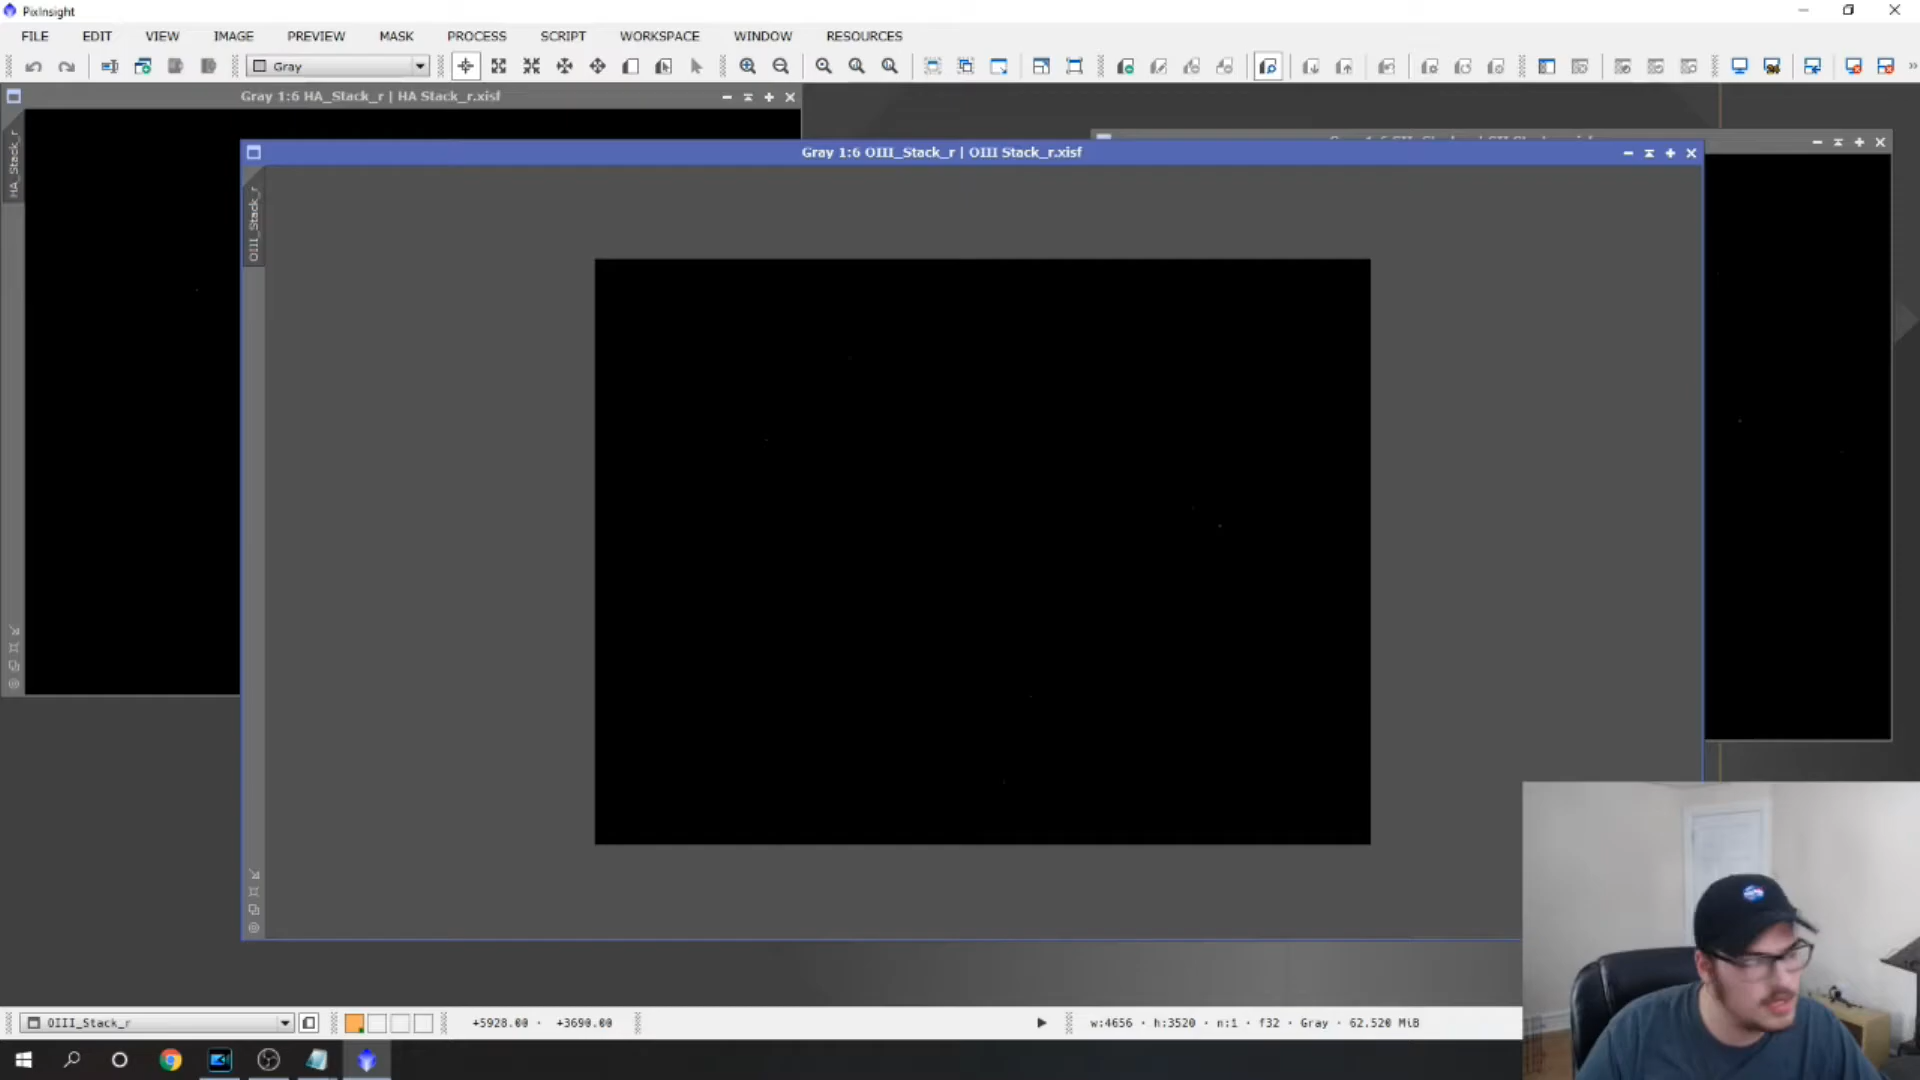 PixInsight
FILE EDIT VIEW IMAGE PREVIEW MASK PROCESS SCRIPT WORKSPACE WINDOW RESOURCES
Gray
Gray 1:6 HA_Stack_r | HA Stack_r.xisf
HA_Stack_r
Gray 1:6 OIII_Stack_r | OIII Stack_r.xisf
OIII_Stack_r
OIII_Stack_r
+5928.00 · +3690.00
w:4656 · h:3520 · n:1 · f32 · Gray · 62.520 MiB